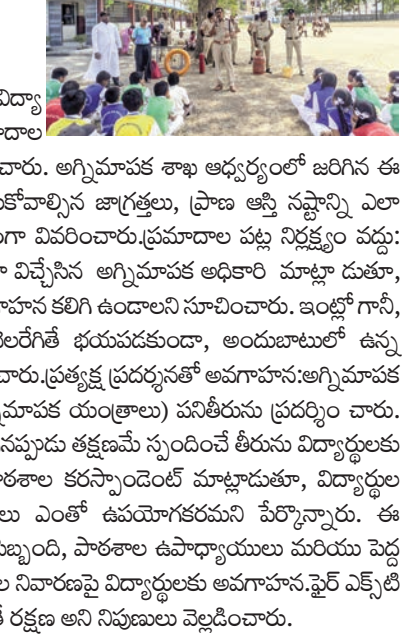 విద్యా
దాల
చారు. అగ్నిమాపక శాఖ ఆధ్వర్యంలో జరిగిన ఈ
కోవాల్సిన జాగ్రత్తలు, ప్రాణ ఆస్తి నష్టాన్ని ఎలా
గా వివరించారు.ప్రమాదాల పట్ల నిర్లక్ష్యం వద్దు:
ా విచ్చేసిన అగ్నిమాపక అధికారి మాట్లా డుతూ,
ాహన కలిగి ఉండాలని సూచించారు. ఇంట్లో గానీ,
చెలరేగితే భయపడకుండా, అందుబాటులో ఉన్న
చారు.ప్రత్యక్ష ప్రదర్శనతో అవగాహన:అగ్నిమాపక
్నిమాపక యంత్రాలు) పనితీరును ప్రదర్శిం చారు.
నప్పుడు తక్షణమే స్పందించే తీరును విద్యార్థులకు
ాఠశాల కరస్పాండెంట్ మాట్లాడుతూ, విద్యార్థుల
లు ఎంతో ఉపయోగకరమని పేర్కొన్నారు. ఈ
సిబ్బంది, పాఠశాల ఉపాధ్యాయులు మరియు పెద్ద
ల నివారణపై విద్యార్థులకు అవగాహన.ఫైర్ ఎక్స్‌టి
తే రక్షణ అని నిపుణులు వెల్లడించారు.